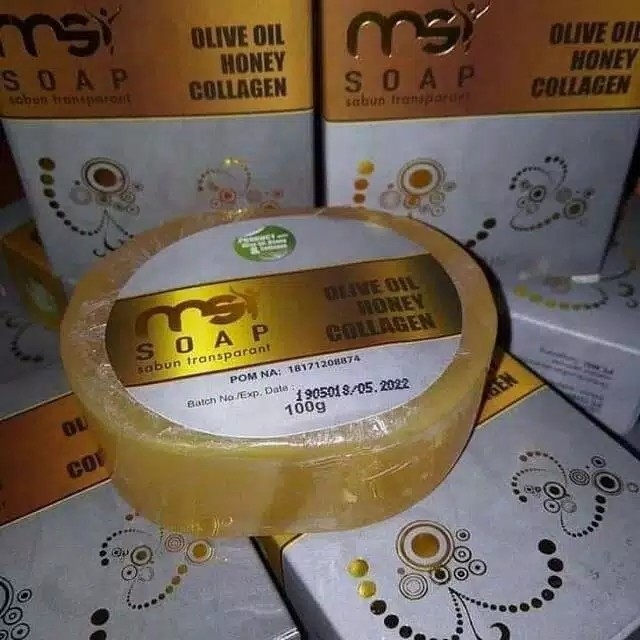 msi
SOAP
sabun transparant
OLIVE OIL
HONEY
COLLAGEN
msi
SOAP
sabun transparant
OLIVE OIL
HONEY
COLLAGEN
msi
SOAP
sabun transparant
OLIVE OIL
HONEY
COLLAGEN
POM NA: 18171208874
Batch No./Exp. Date : 1905018/05.2022
100g